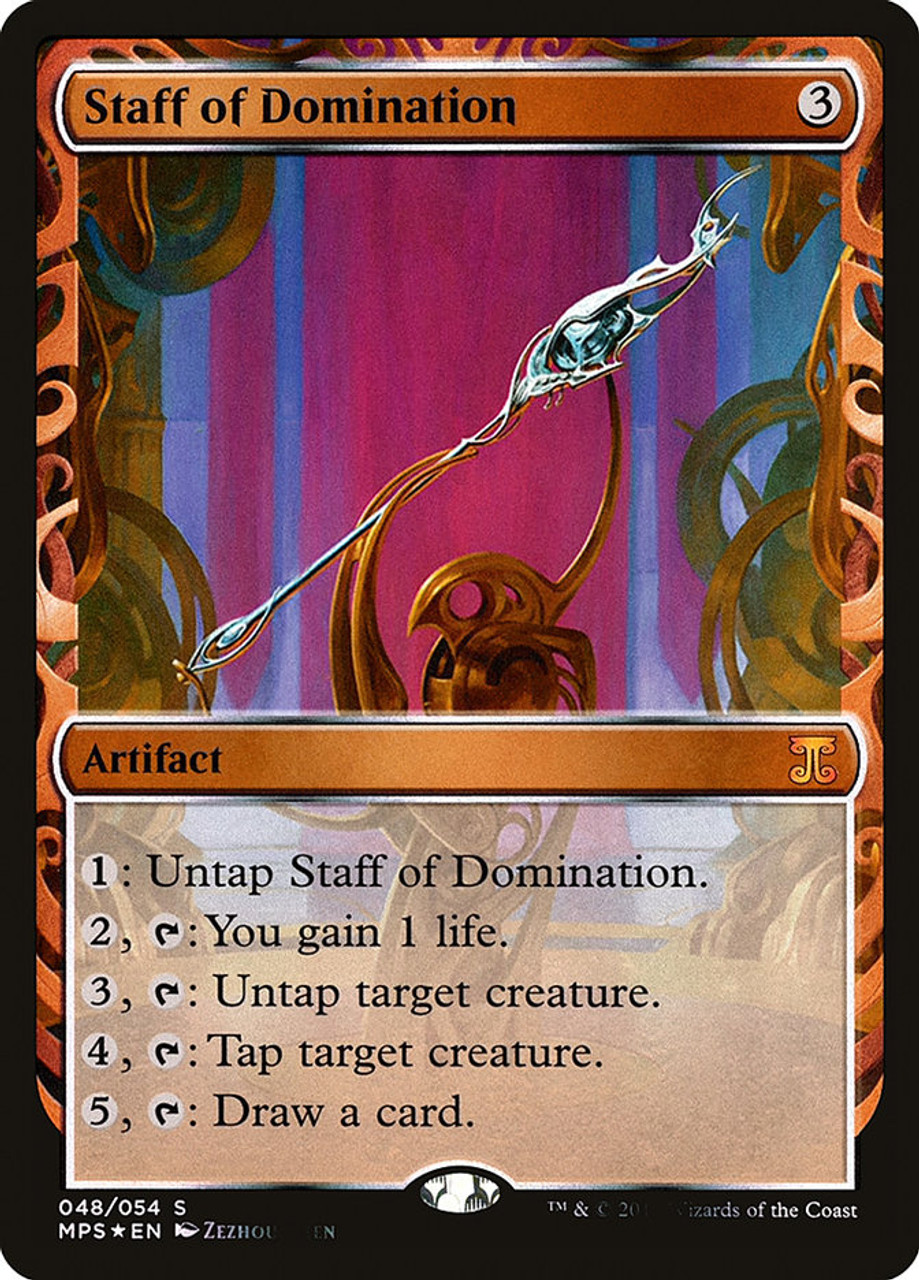 Staff of Domination 3
Artifact
1: Untap Staff of Domination.
2, : You gain 1 life.
3, : Untap target creature.
4, : Tap target creature.
5, : Draw a card.
048/054 S
MPS★EN
™ & © Wizards of the Coast